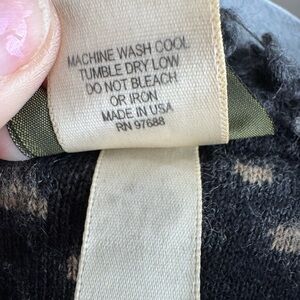 MACHINE WASH COOL
TUMBLE DRY LOW
DO NOT BLEACH
OR IRON
MADE IN USA
RN 97688